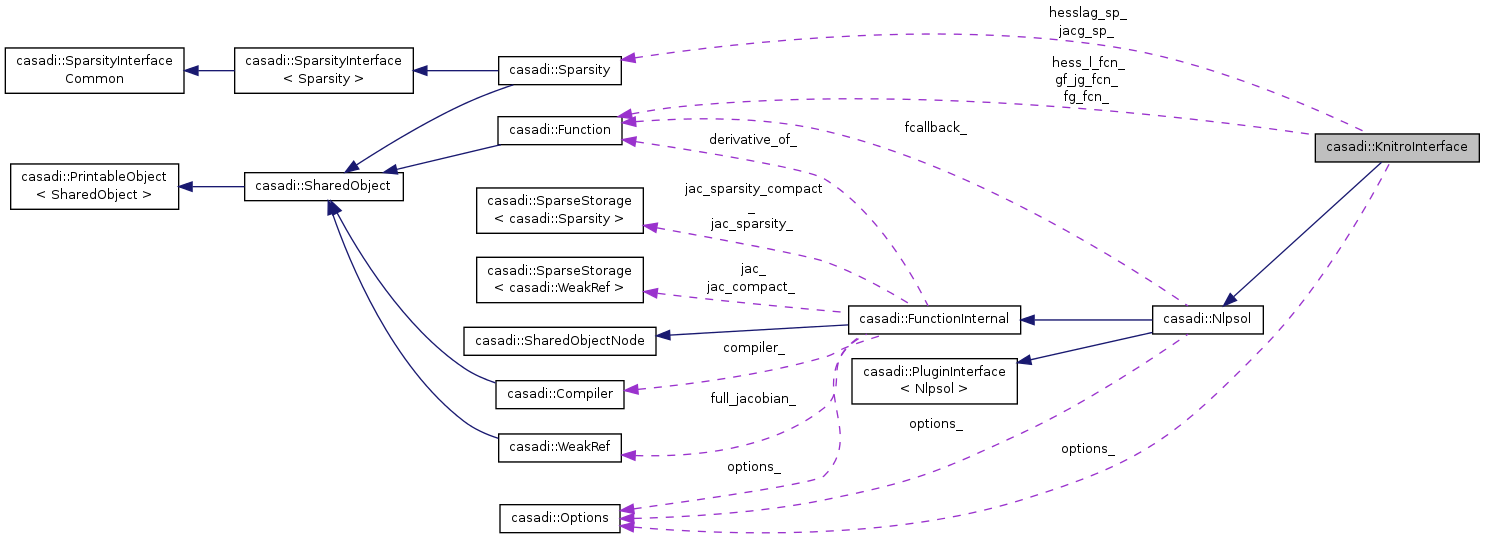 hesslag_sp_
jacg_sp_
casadi::SparsityInterface
Common
casadi::SparsityInterface
< Sparsity >
casadi::Sparsity
hess_l_fcn_
gf_jg_fcn_
fg_fcn_
casadi::Function
fcallback_
derivative_of_
casadi::KnitroInterface
casadi::PrintableObject
< SharedObject >
casadi::SharedObject
casadi::SparseStorage
< casadi::Sparsity >
jac_sparsity_compact
_
jac_sparsity_
casadi::SparseStorage
< casadi::WeakRef >
jac_
jac_compact_
casadi::FunctionInternal
casadi::Nlpsol
casadi::SharedObjectNode
compiler_
casadi::PluginInterface
< Nlpsol >
casadi::Compiler
full_jacobian_
casadi::WeakRef
options_
options_
options_
casadi::Options